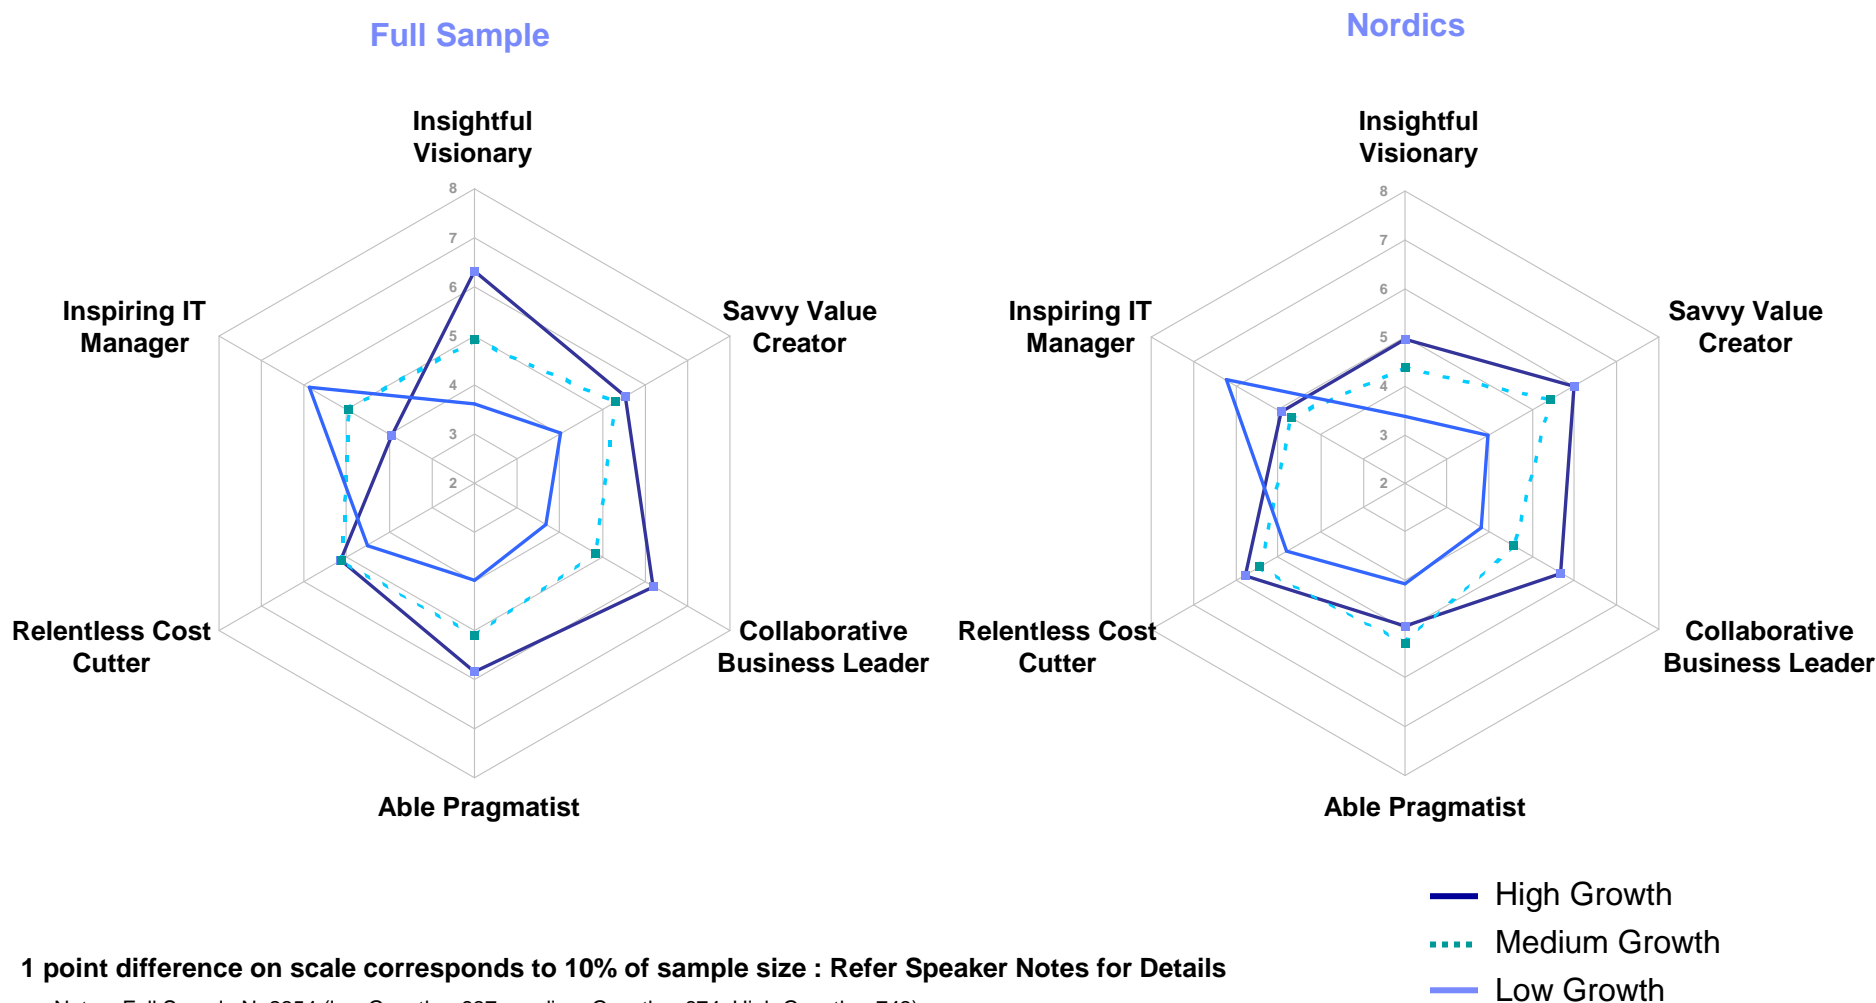 Full Sample
Nordics
Insightful
Visionary
Insightful
Visionary
8
7
6
5
4
3
2
8
7
6
5
4
3
2
Inspiring IT
Manager
Savvy Value
Creator
Inspiring IT
Manager
Savvy Value
Creator
Relentless Cost
Cutter
Collaborative
Business Leader
Relentless Cost
Cutter
Collaborative
Business Leader
Able Pragmatist
Able Pragmatist
High Growth
Medium Growth
Low Growth
1 point difference on scale corresponds to 10% of sample size : Refer Speaker Notes for Details